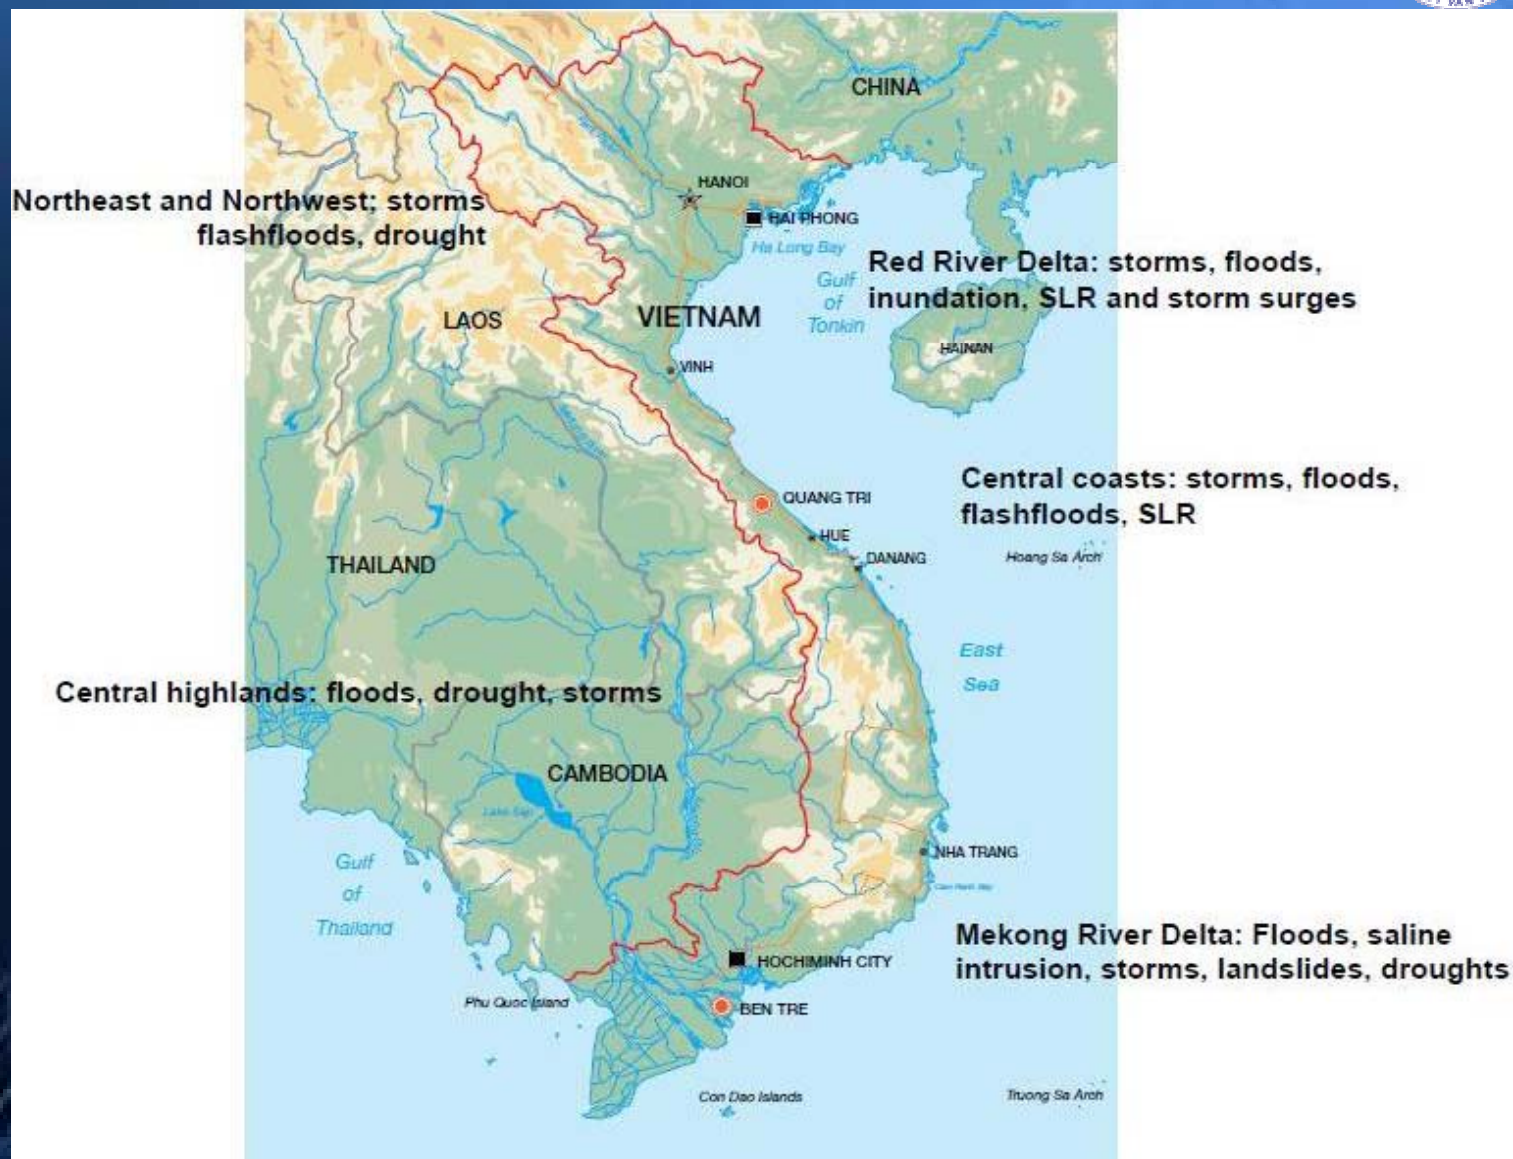 CHINA
HANOI
Northeast and Northwest; storms
flashfloods, drought
HAI PHONG
Ha Long Bay
Red River Delta: storms, floods,
inundation, SLR and storm surges
Gulf
of
Tonkin
LAOS
VIETNAM
HAINAN
VINH
Central coasts: storms, floods,
flashfloods, SLR
QUANG TRI
HUE
DANANG
Hoang Sa Arch
THAILAND
East
Sea
Central highlands: floods, drought, storms
CAMBODIA
Gulf
of
Thailand
NHA TRANG
Mekong River Delta: Floods, saline
intrusion, storms, landslides, droughts
HOCHIMINH CITY
Phu Quoc Island
BEN TRE
Con Dao Islands
Truong Sa Arch